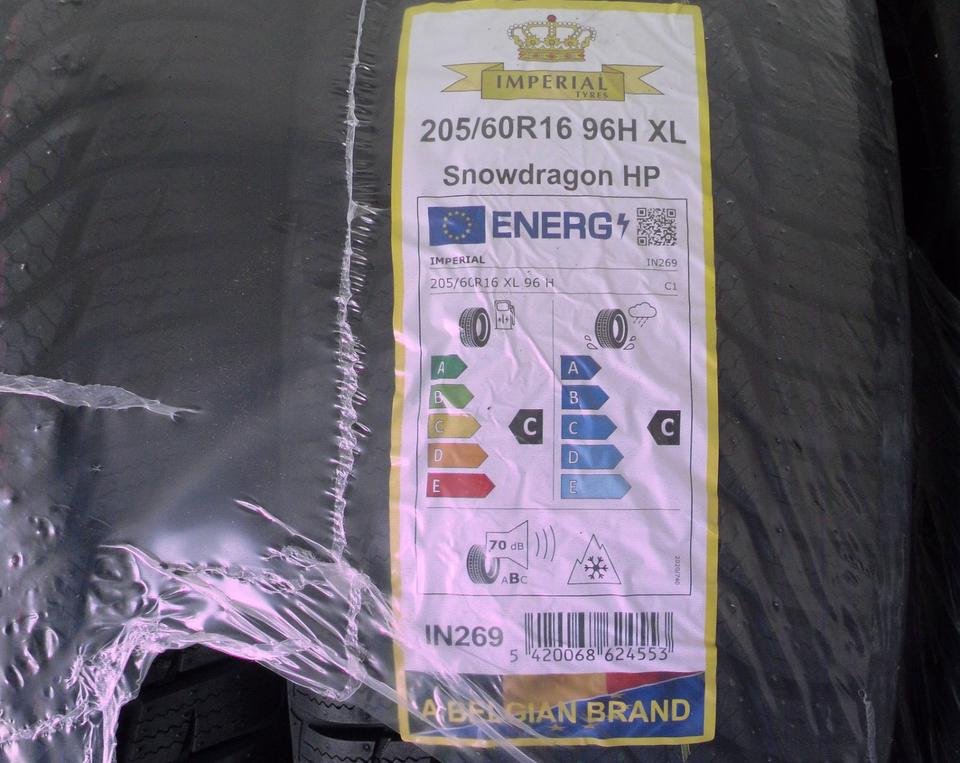 IMPERIAL
TYRES
205/60R16 96H XL
Snowdragon HP
ENERG
IMPERIAL IN269
205/60R16 XL 96 H C1
A A
B B
C C C C
D D
E E
70 dB
ABC
2020/740
IN269
5 420068 624553
A BELGIAN BRAND